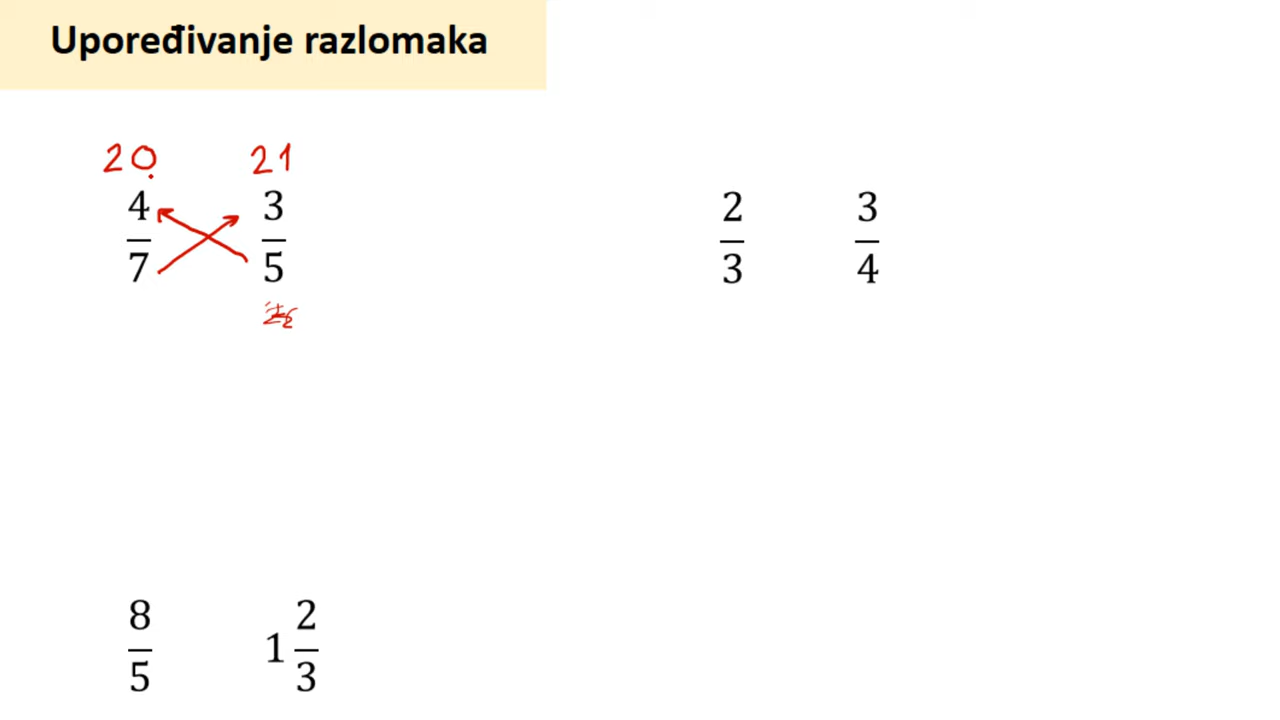 Upoređivanje razlomaka
20 21
4/7 3/5
2/3 3/4
8/5 1 2/3